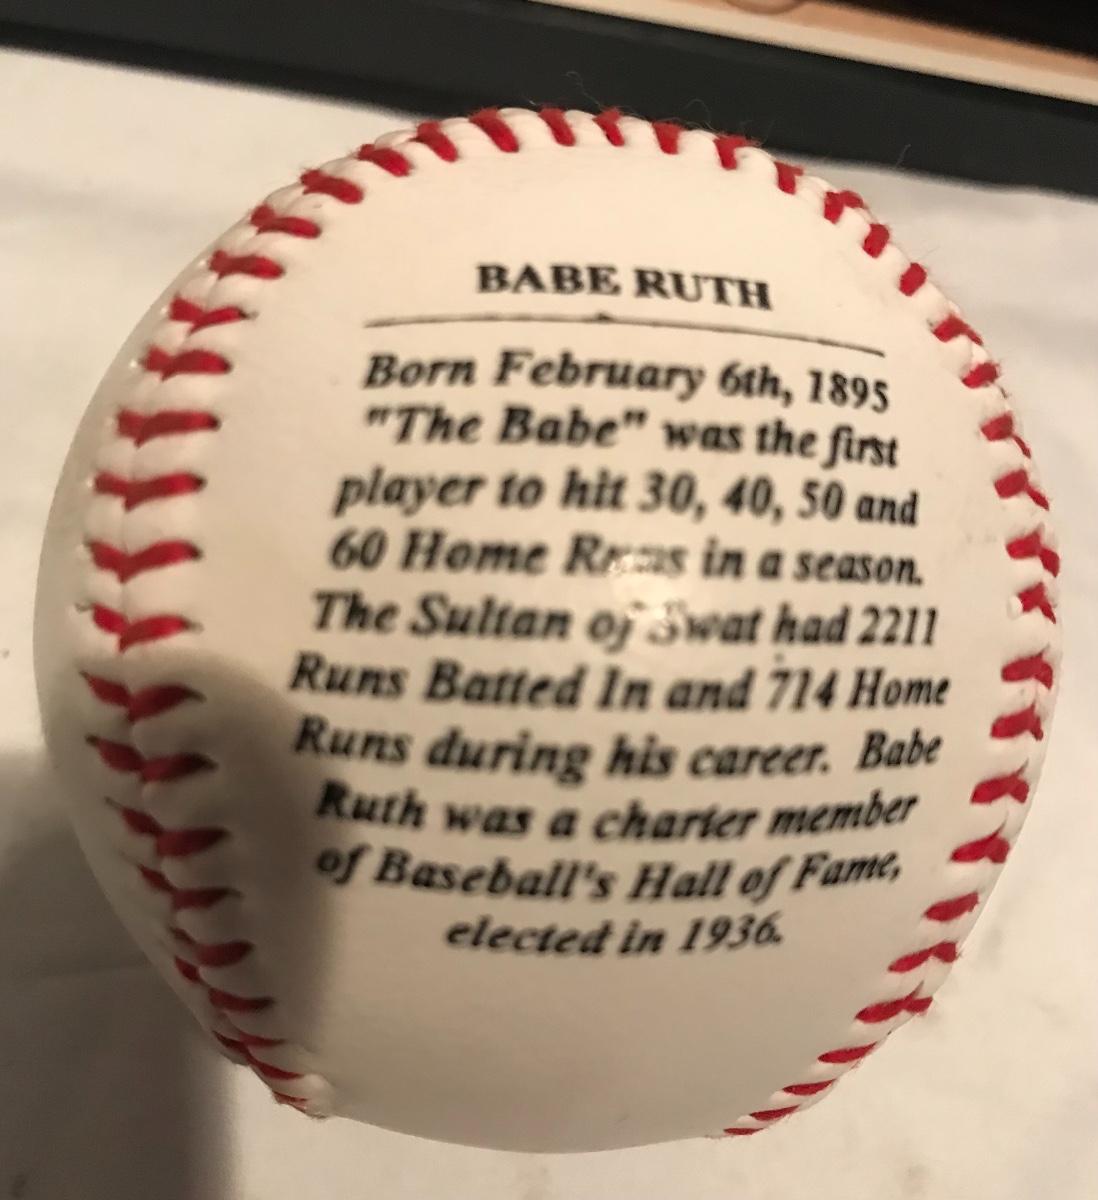 BABE RUTH
Born February 6th, 1895
"The Babe" was the first
player to hit 30, 40, 50 and
60 Home Runs in a season.
The Sultan of Swat had 2211
Runs Batted In and 714 Home
Runs during his career. Babe
Ruth was a charter member
of Baseball's Hall of Fame,
elected in 1936.